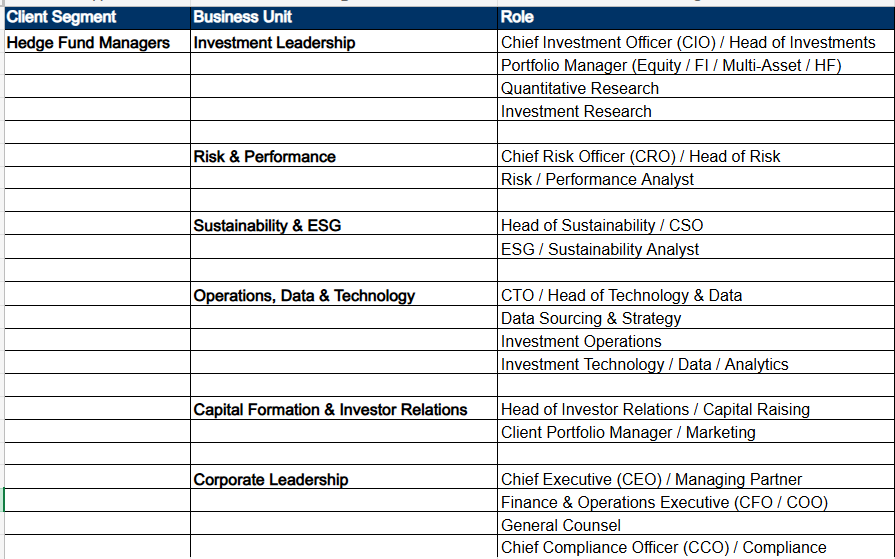 Client Segment Business Unit Role
Hedge Fund Managers Investment Leadership Chief Investment Officer (CIO) / Head of Investments
Portfolio Manager (Equity / FI / Multi-Asset / HF)
Quantitative Research
Investment Research
Risk & Performance Chief Risk Officer (CRO) / Head of Risk
Risk / Performance Analyst
Sustainability & ESG Head of Sustainability / CSO
ESG / Sustainability Analyst
Operations, Data & Technology CTO / Head of Technology & Data
Data Sourcing & Strategy
Investment Operations
Investment Technology / Data / Analytics
Capital Formation & Investor Relations Head of Investor Relations / Capital Raising
Client Portfolio Manager / Marketing
Corporate Leadership Chief Executive (CEO) / Managing Partner
Finance & Operations Executive (CFO / COO)
General Counsel
Chief Compliance Officer (CCO) / Compliance